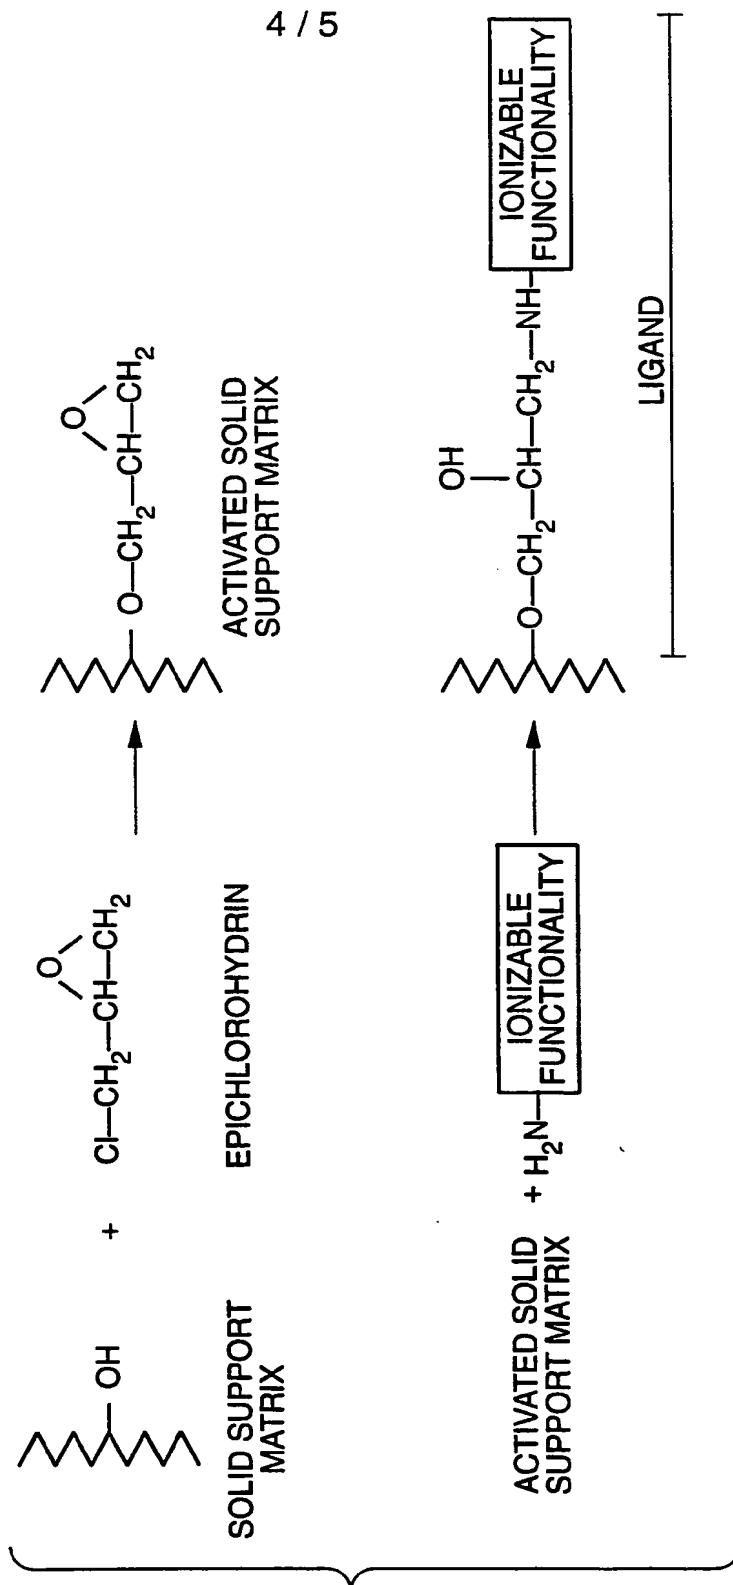 4 / 5
OH
+
Cl—CH2—CH—CH2
O
O—CH2—CH—CH2
O
SOLID SUPPORT
MATRIX
EPICHLOROHYDRIN
ACTIVATED SOLID
SUPPORT MATRIX
ACTIVATED SOLID
SUPPORT MATRIX
+ H2N—
IONIZABLE
FUNCTIONALITY
OH
O—CH2—CH—CH2—NH—
IONIZABLE
FUNCTIONALITY
LIGAND